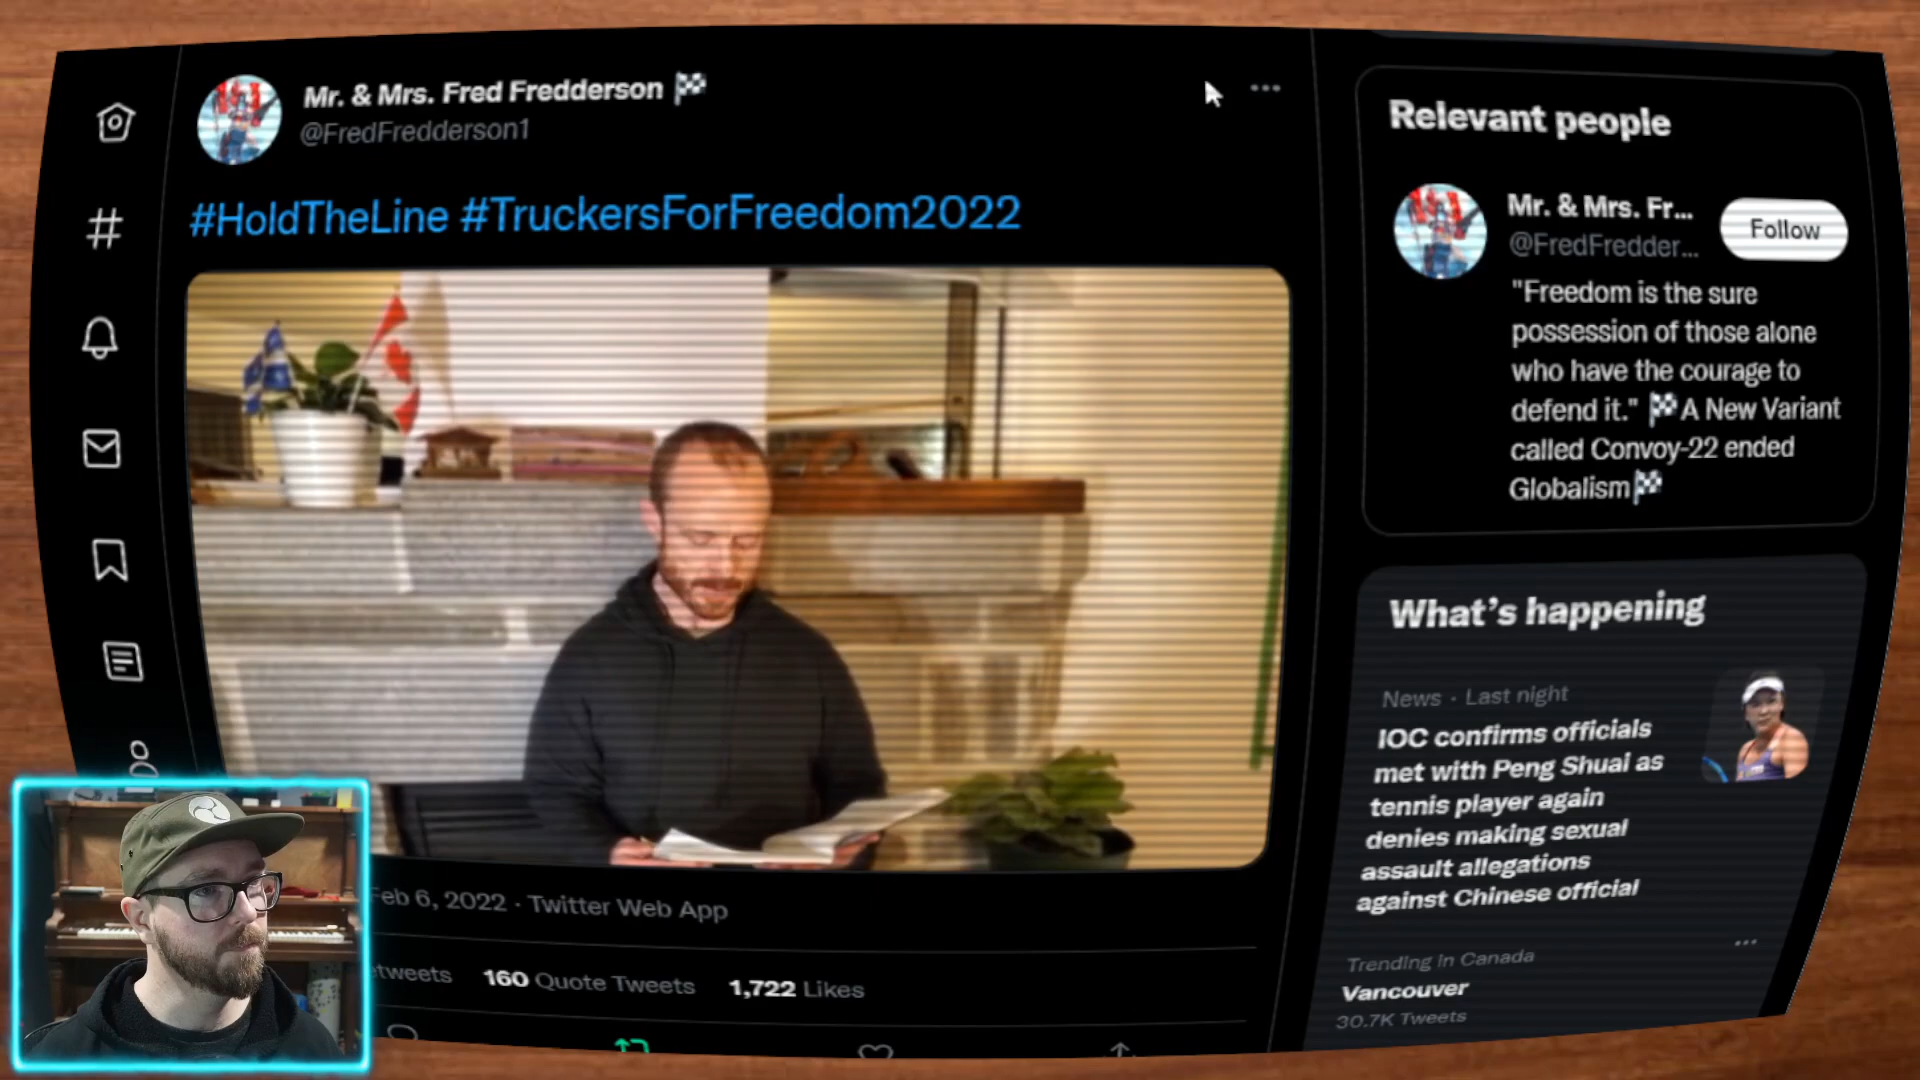 Mr. & Mrs. Fred Fredderson
@FredFredderson1
#HoldTheLine #TruckersForFreedom2022
Feb 6, 2022 · Twitter Web App
160 Quote Tweets 1,722 Likes
Relevant people
Mr. & Mrs. Fr...
@FredFredder...
Follow
"Freedom is the sure
possession of those alone
who have the courage to
defend it." A New Variant
called Convoy-22 ended
Globalism
What's happening
News · Last night
IOC confirms officials
met with Peng Shuai as
tennis player again
denies making sexual
assault allegations
against Chinese official
Trending in Canada
Vancouver
30.7K Tweets